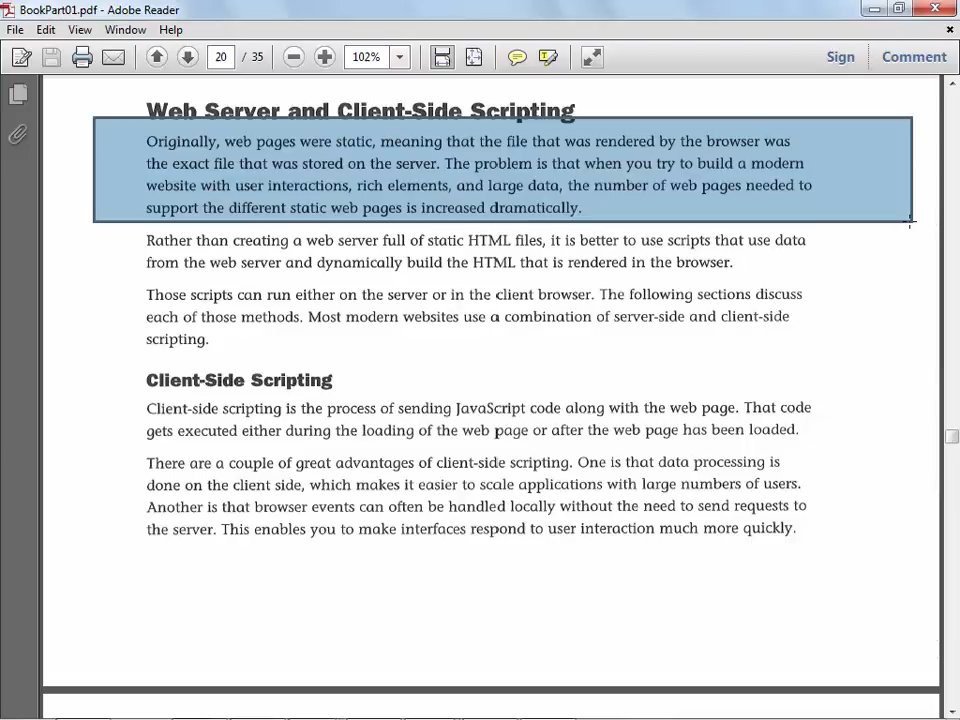 BookPart01.pdf - Adobe Reader
File Edit View Window Help
20 / 35 102% Sign Comment
Web Server and Client-Side Scripting
Originally, web pages were static, meaning that the file that was rendered by the browser was
the exact file that was stored on the server. The problem is that when you try to build a modern
website with user interactions, rich elements, and large data, the number of web pages needed to
support the different static web pages is increased dramatically.
Rather than creating a web server full of static HTML files, it is better to use scripts that use data
from the web server and dynamically build the HTML that is rendered in the browser.
Those scripts can run either on the server or in the client browser. The following sections discuss
each of those methods. Most modern websites use a combination of server-side and client-side
scripting.
Client-Side Scripting
Client-side scripting is the process of sending JavaScript code along with the web page. That code
gets executed either during the loading of the web page or after the web page has been loaded.
There are a couple of great advantages of client-side scripting. One is that data processing is
done on the client side, which makes it easier to scale applications with large numbers of users.
Another is that browser events can often be handled locally without the need to send requests to
the server. This enables you to make interfaces respond to user interaction much more quickly.